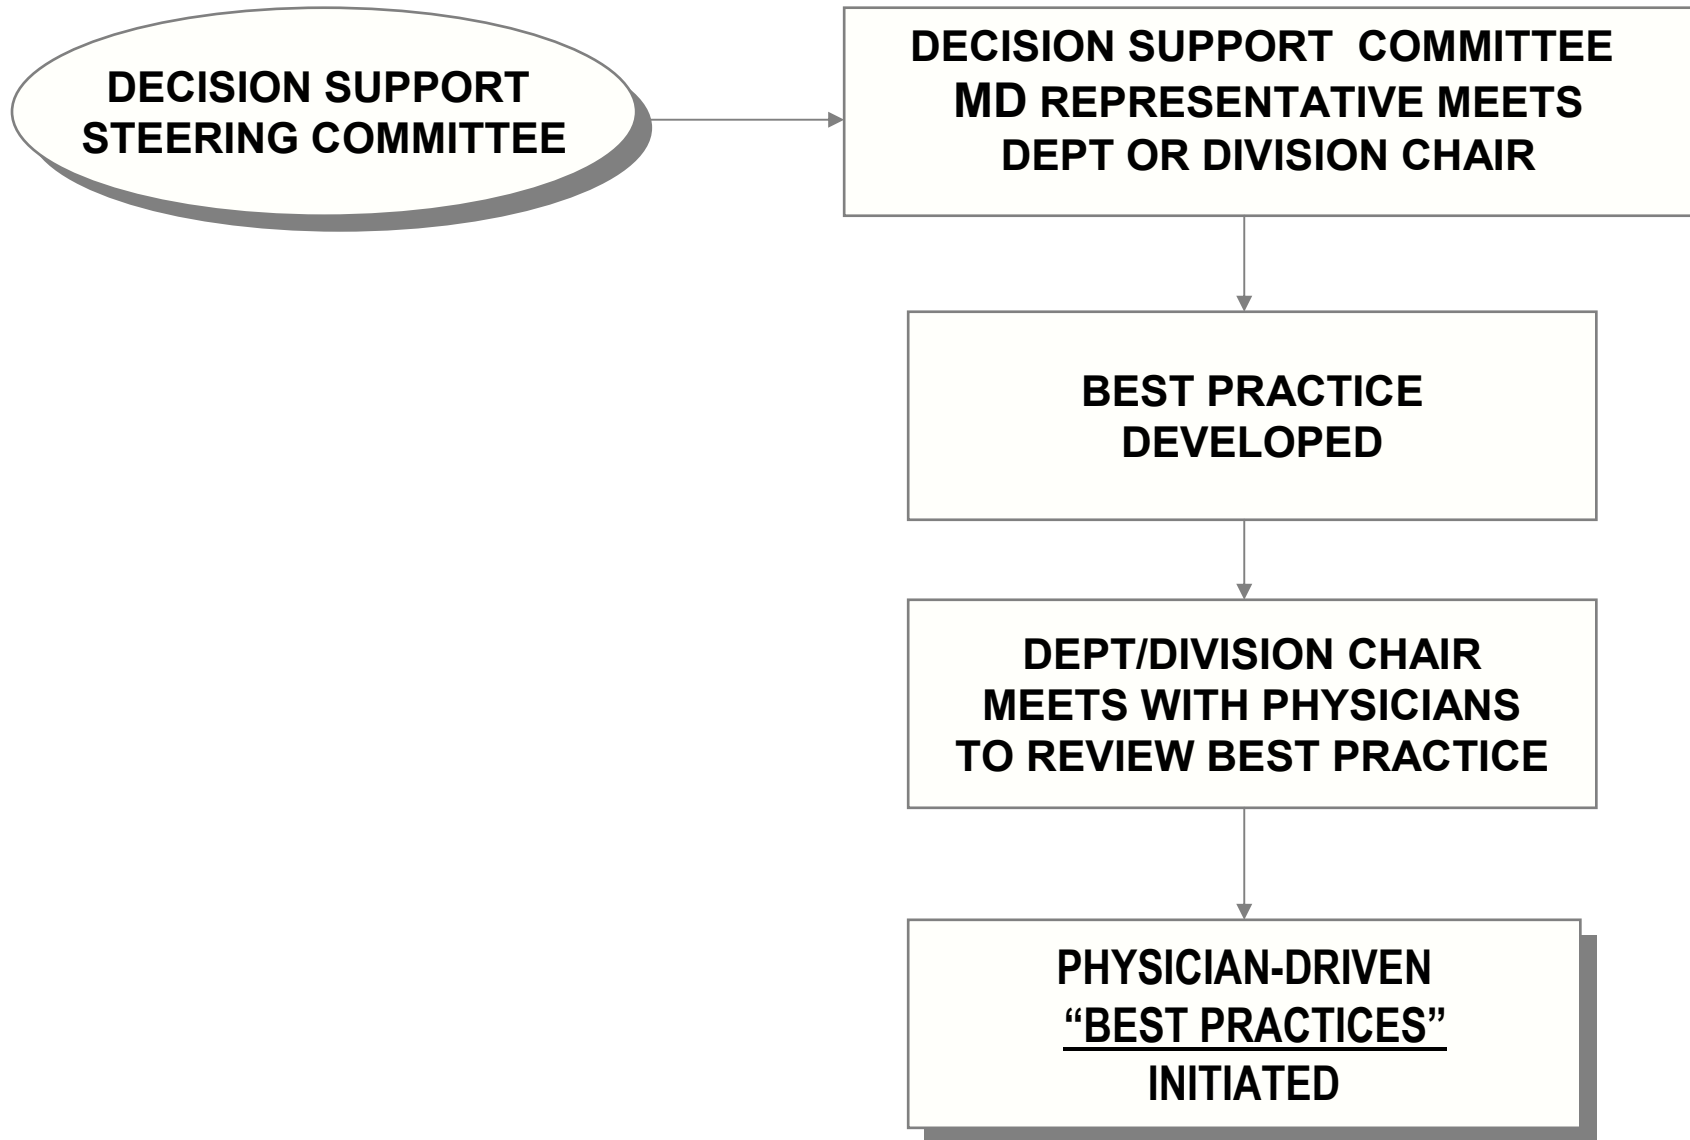 DECISION SUPPORT
STEERING COMMITTEE
DECISION SUPPORT COMMITTEE
MD REPRESENTATIVE MEETS
DEPT OR DIVISION CHAIR
BEST PRACTICE
DEVELOPED
DEPT/DIVISION CHAIR
MEETS WITH PHYSICIANS
TO REVIEW BEST PRACTICE
PHYSICIAN-DRIVEN
“BEST PRACTICES”
INITIATED